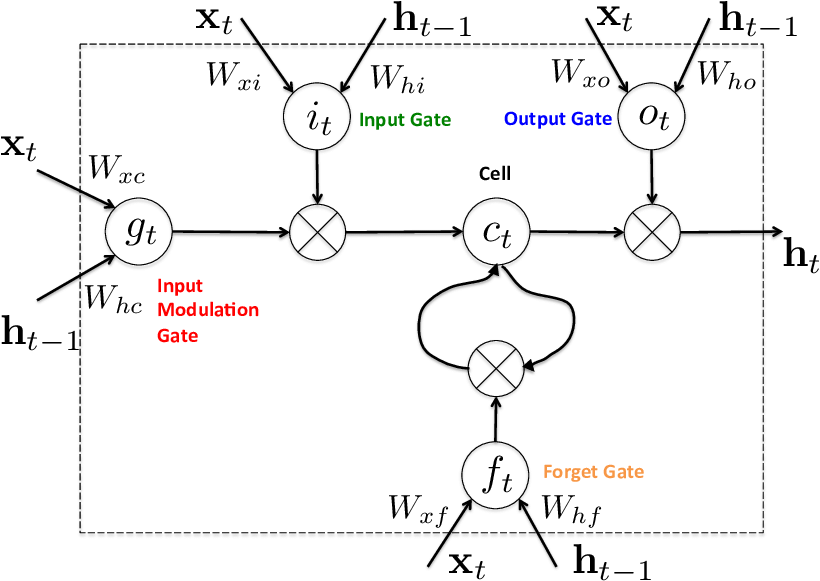 x_t h_{t-1} x_t h_{t-1}
W_{xi} W_{hi} W_{xo} W_{ho}
i_t Input Gate Output Gate o_t
x_t
W_{xc} Cell
g_t c_t
h_t
W_{hc} Input
Modulation
Gate
h_{t-1}
f_t Forget Gate
W_{xf} W_{hf}
x_t h_{t-1}